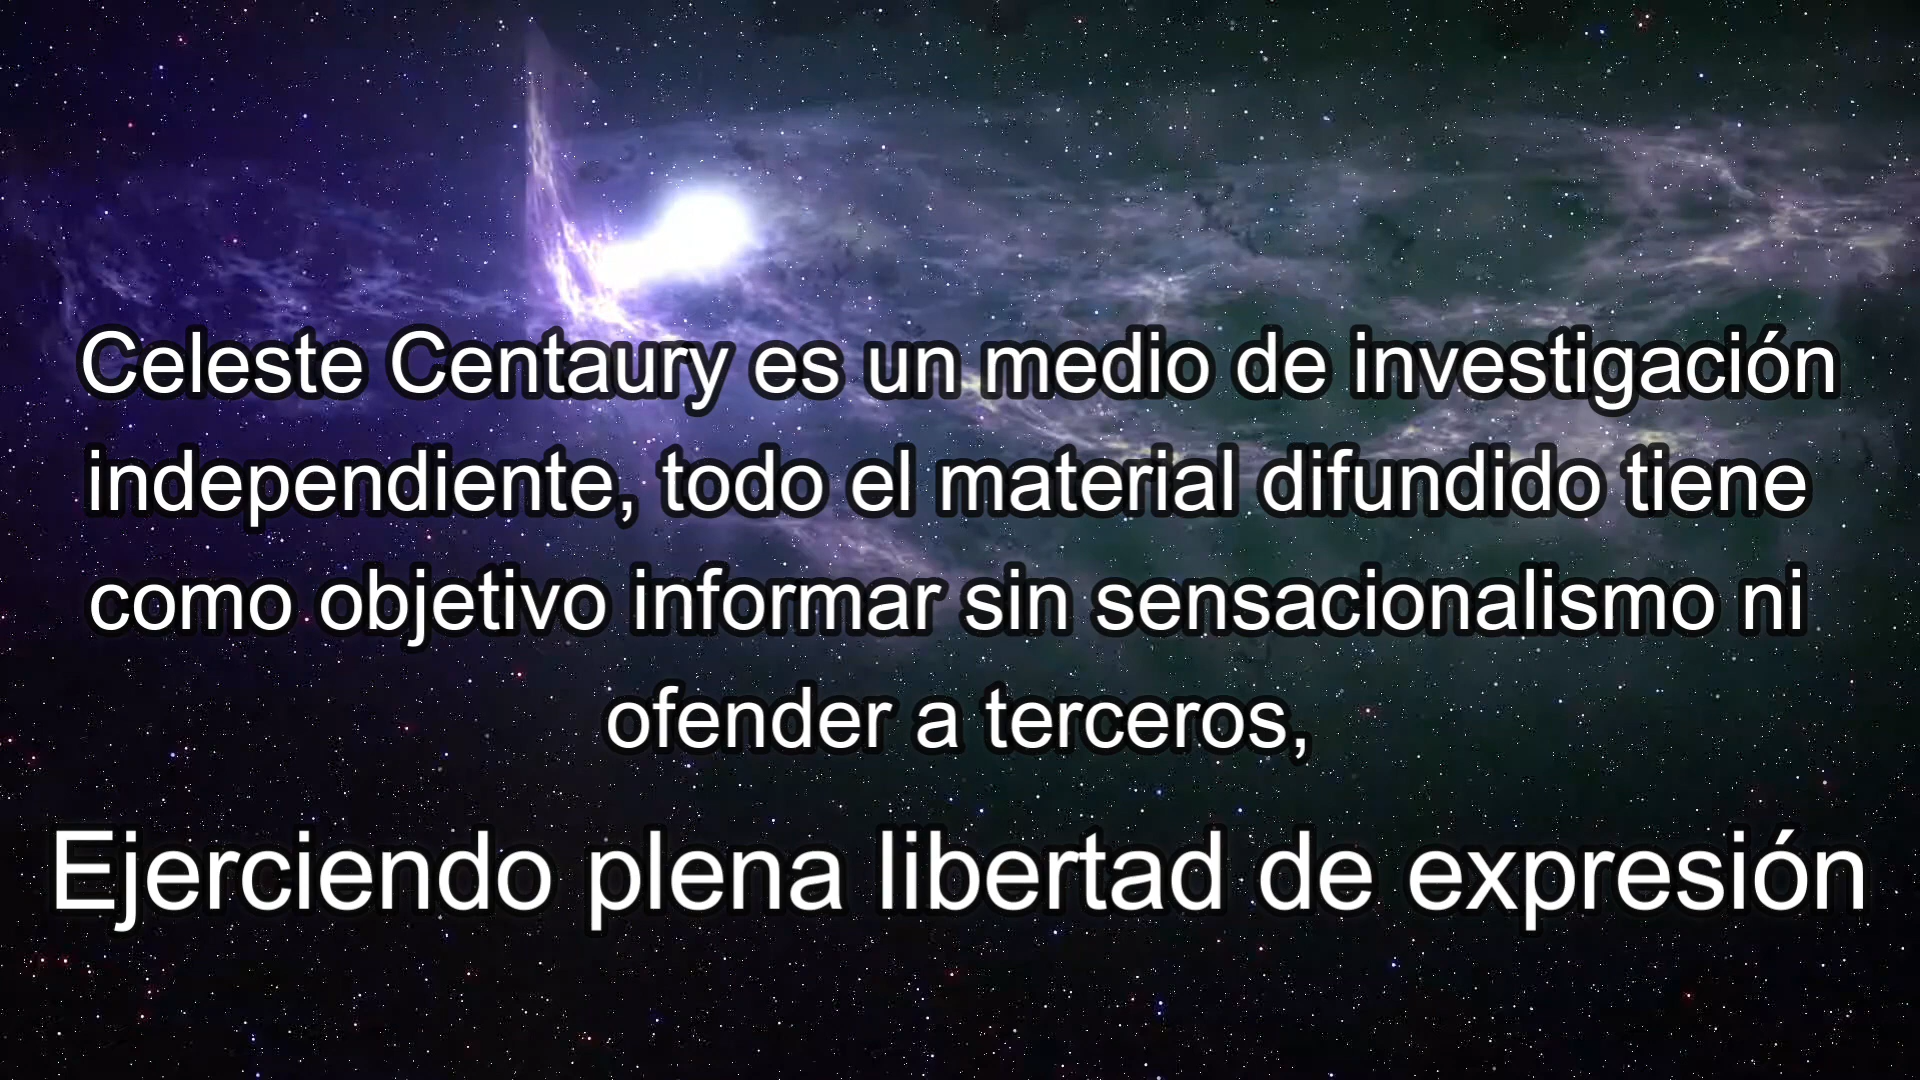 Celeste Centaury es un medio de investigación
independiente, todo el material difundido tiene
como objetivo informar sin sensacionalismo ni
ofender a terceros,
Ejerciendo plena libertad de expresión